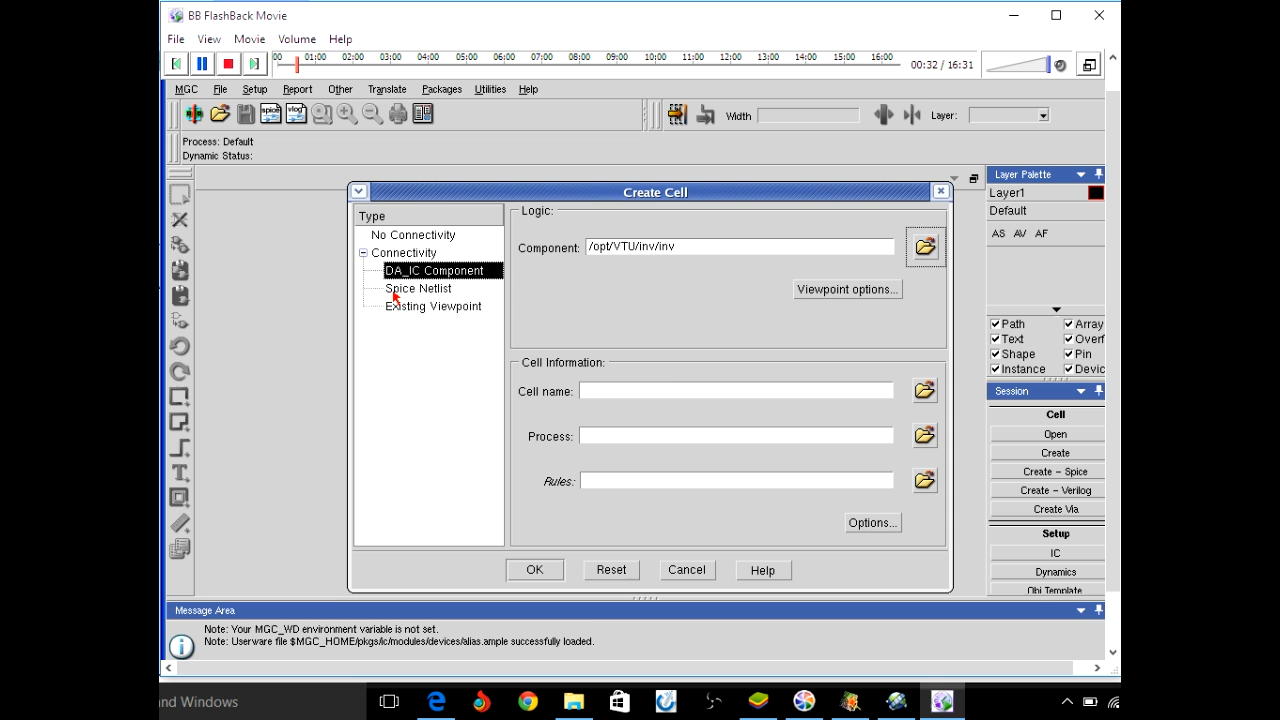 BB FlashBack Movie
File View Movie Volume Help
00 01:00 02:00 03:00 04:00 05:00 06:00 07:00 08:00 09:00 10:00 11:00 12:00 13:00 14:00 15:00 16:00
00:32 / 16:31
MGC File Setup Report Other Translate Packages Utilities Help
spice vlog Width Layer:
Process: Default
Dynamic Status:
Create Cell
Type
No Connectivity
Connectivity
DA_IC Component
Spice Netlist
Existing Viewpoint
Logic:
Component: /opt/VTU/inv/inv
Viewpoint options...
Cell Information:
Cell name:
Process:
Rules:
Options...
OK Reset Cancel Help
Layer Palette
Layer1
Default
AS AV AF
Path Array
Text Overf
Shape Pin
Instance Devic
Session
Cell
Open
Create
Create - Spice
Create - Verilog
Create Via
Setup
IC
Dynamics
Obj Template
Message Area
Note: Your MGC_WD environment variable is not set.
Note: Userware file $MGC_HOME/pkgs/ic/modules/devices/alias.ample successfully loaded.
and Windows